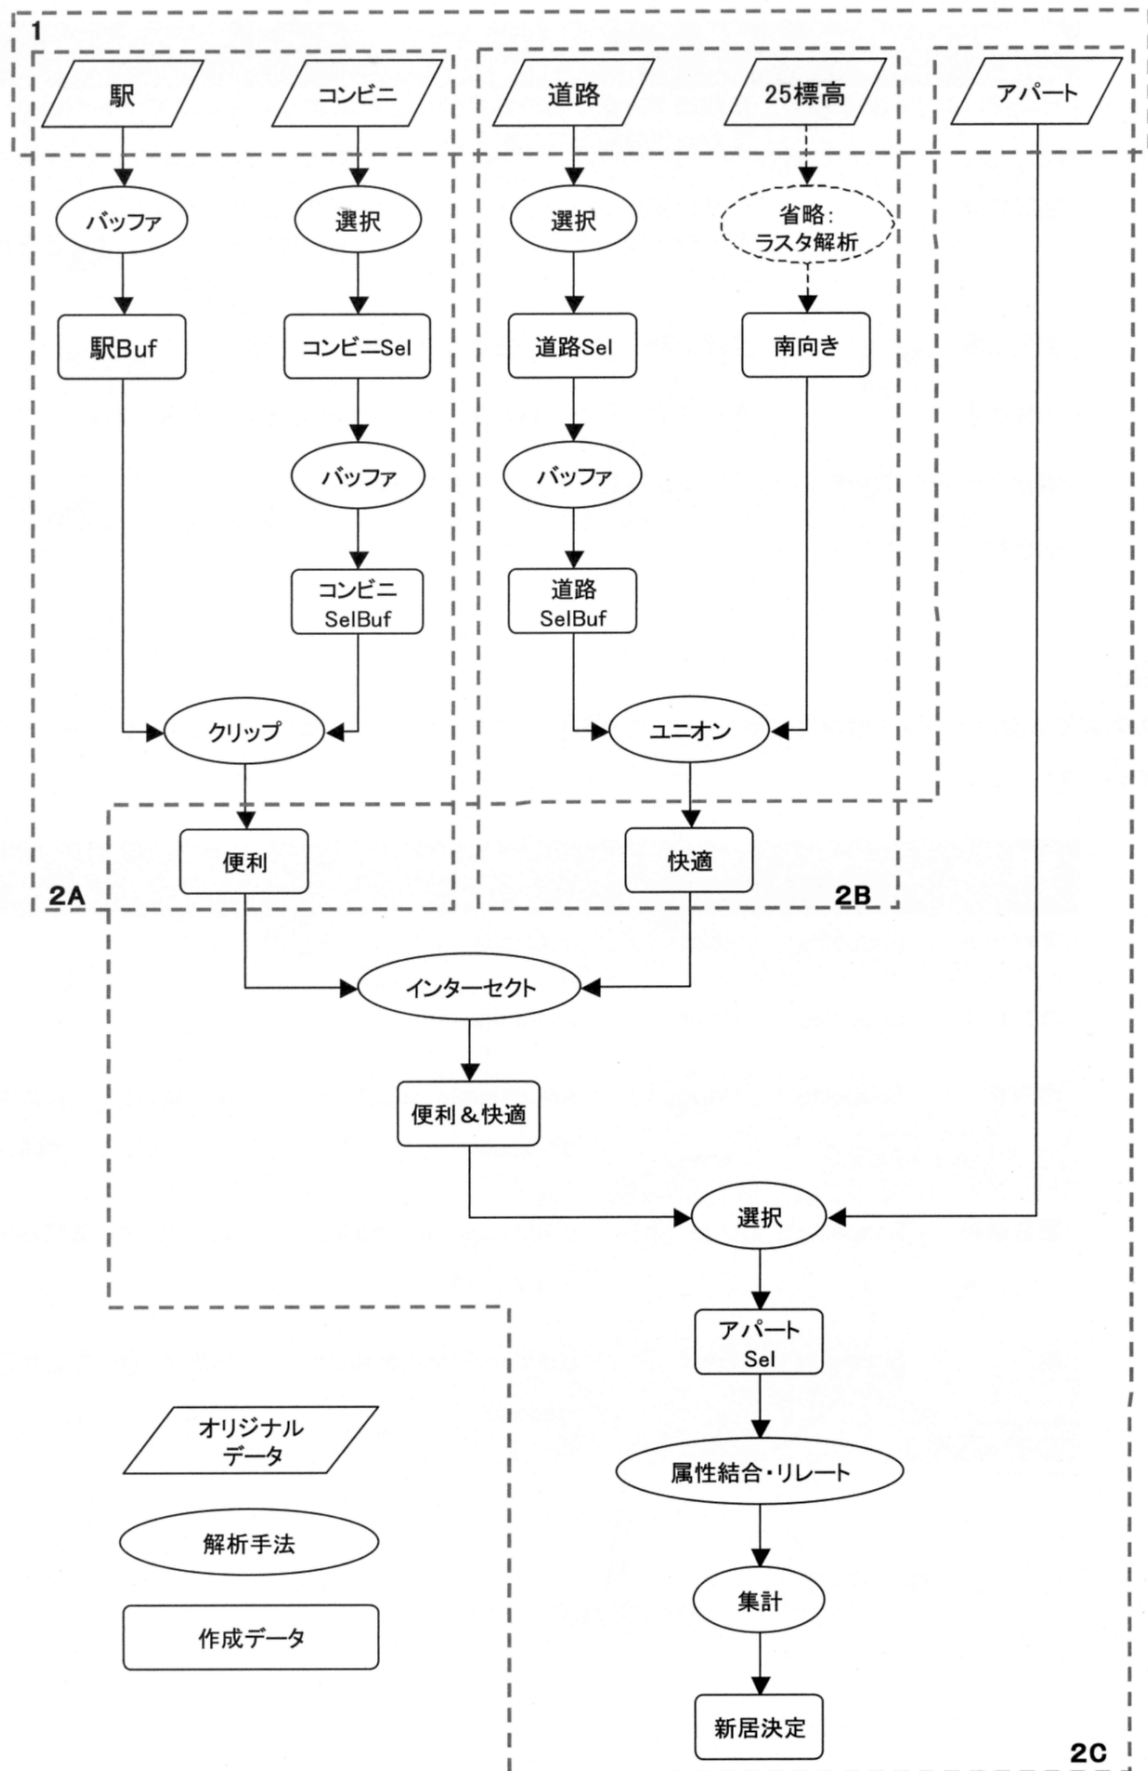 1
駅
コンビニ
道路
25標高
アパート
バッファ
選択
選択
省略：
ラスタ解析
駅Buf
コンビニSel
道路Sel
南向き
バッファ
バッファ
コンビニ
SelBuf
道路
SelBuf
クリップ
ユニオン
便利
快適
2A
2B
インターセクト
便利＆快適
選択
アパート
Sel
オリジナル
データ
属性結合・リレート
解析手法
集計
作成データ
新居決定
2C